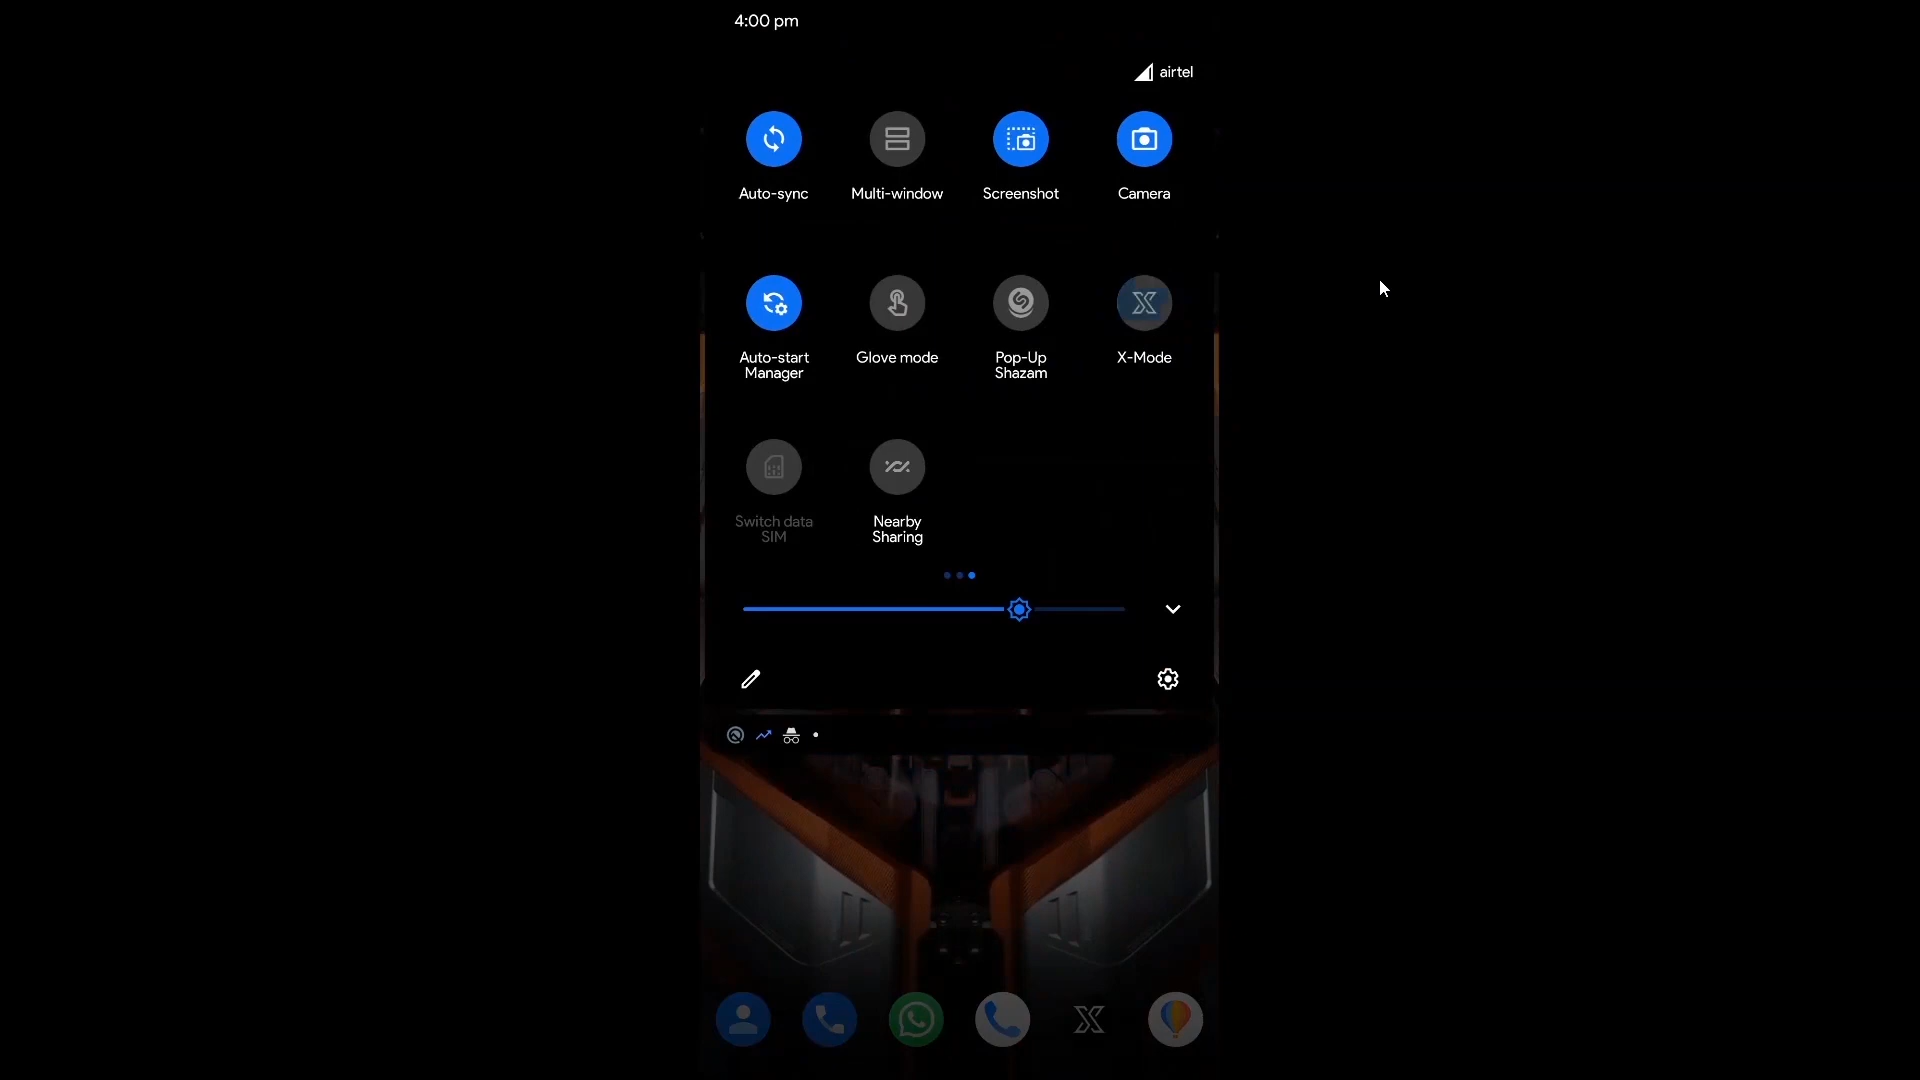 4:00 pm
airtel
Auto-sync
Multi-window
Screenshot
Camera
Auto-start
Manager
Glove mode
Pop-Up
Shazam
X-Mode
Switch data
SIM
Nearby
Sharing